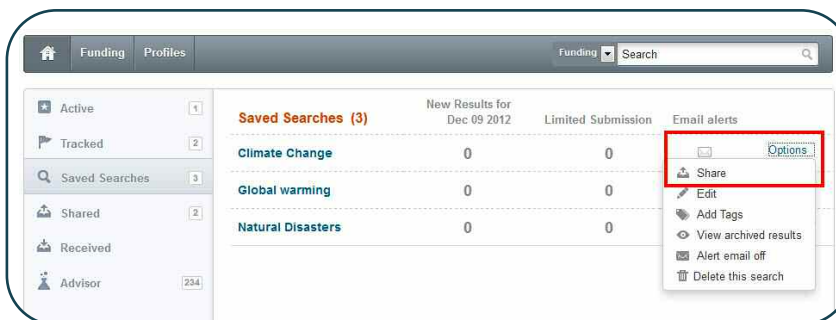 Funding Profiles Funding Search
Active 1
Tracked 2
Saved Searches 3
Shared 2
Received
Advisor 234
Saved Searches (3) New Results for Dec 09 2012 Limited Submission Email alerts
Climate Change 0 0 Options
Global warming 0 0
Natural Disasters 0 0
Share
Edit
Add Tags
View archived results
Alert email off
Delete this search